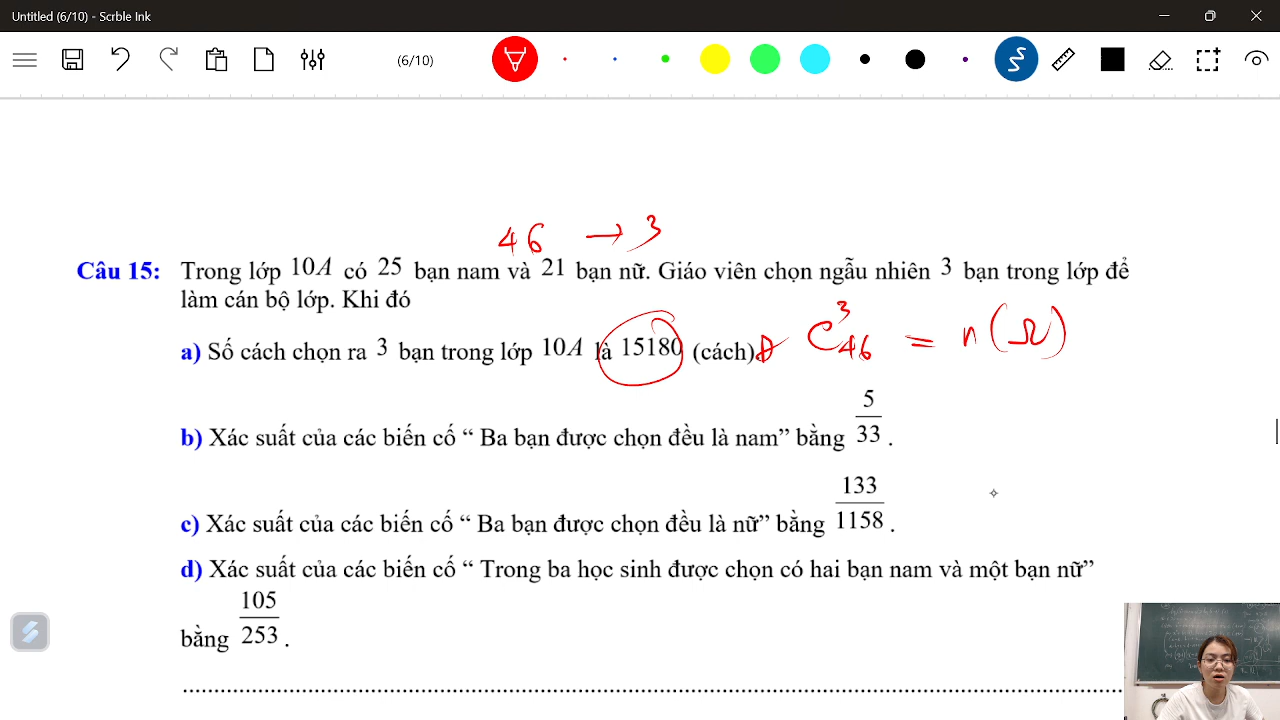 Untitled (6/10) - Scrble Ink
(6/10)
46 → 3
Câu 15: Trong lớp 10A có 25 bạn nam và 21 bạn nữ. Giáo viên chọn ngẫu nhiên 3 bạn trong lớp để
làm cán bộ lớp. Khi đó
a) Số cách chọn ra 3 bạn trong lớp 10A là 15180 (cách). Đ C³₄₆ = n(Ω)
b) Xác suất của các biến cố “ Ba bạn được chọn đều là nam” bằng 5/33 .
c) Xác suất của các biến cố “ Ba bạn được chọn đều là nữ” bằng 133/1158 .
d) Xác suất của các biến cố “ Trong ba học sinh được chọn có hai bạn nam và một bạn nữ”
bằng 105/253 .